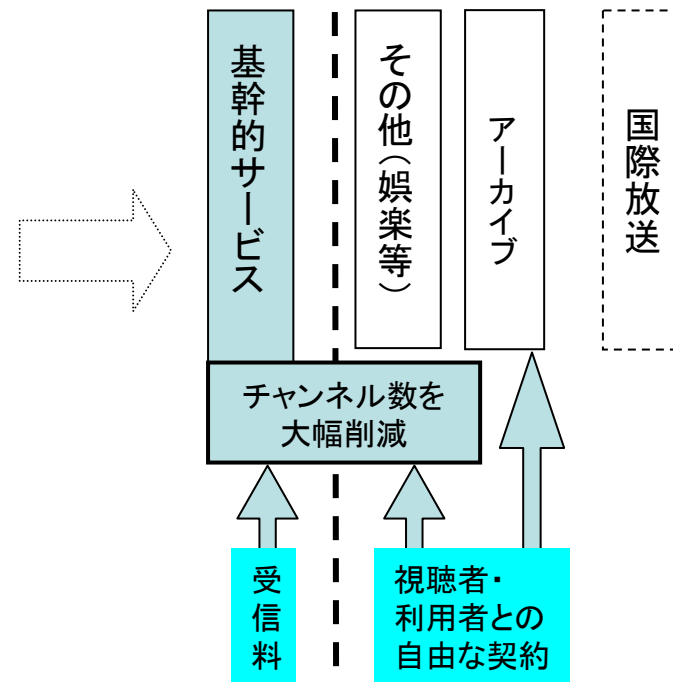 基幹的サービス
その他（娯楽等）
アーカイブ
国際放送
チャンネル数を
大幅削減
受信料
視聴者・
利用者との
自由な契約